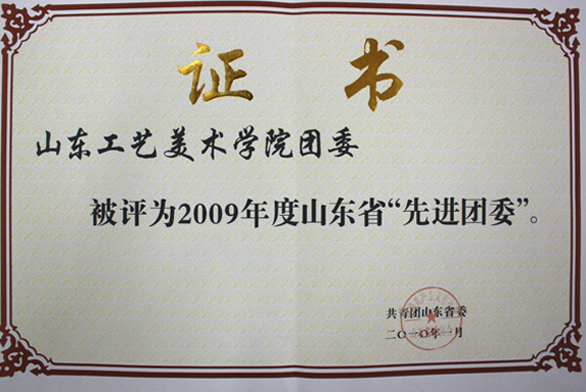 证书
山东工艺美术学院团委
被评为2009年度山东省“先进团委”。
共青团山东省委
二〇一〇年一月